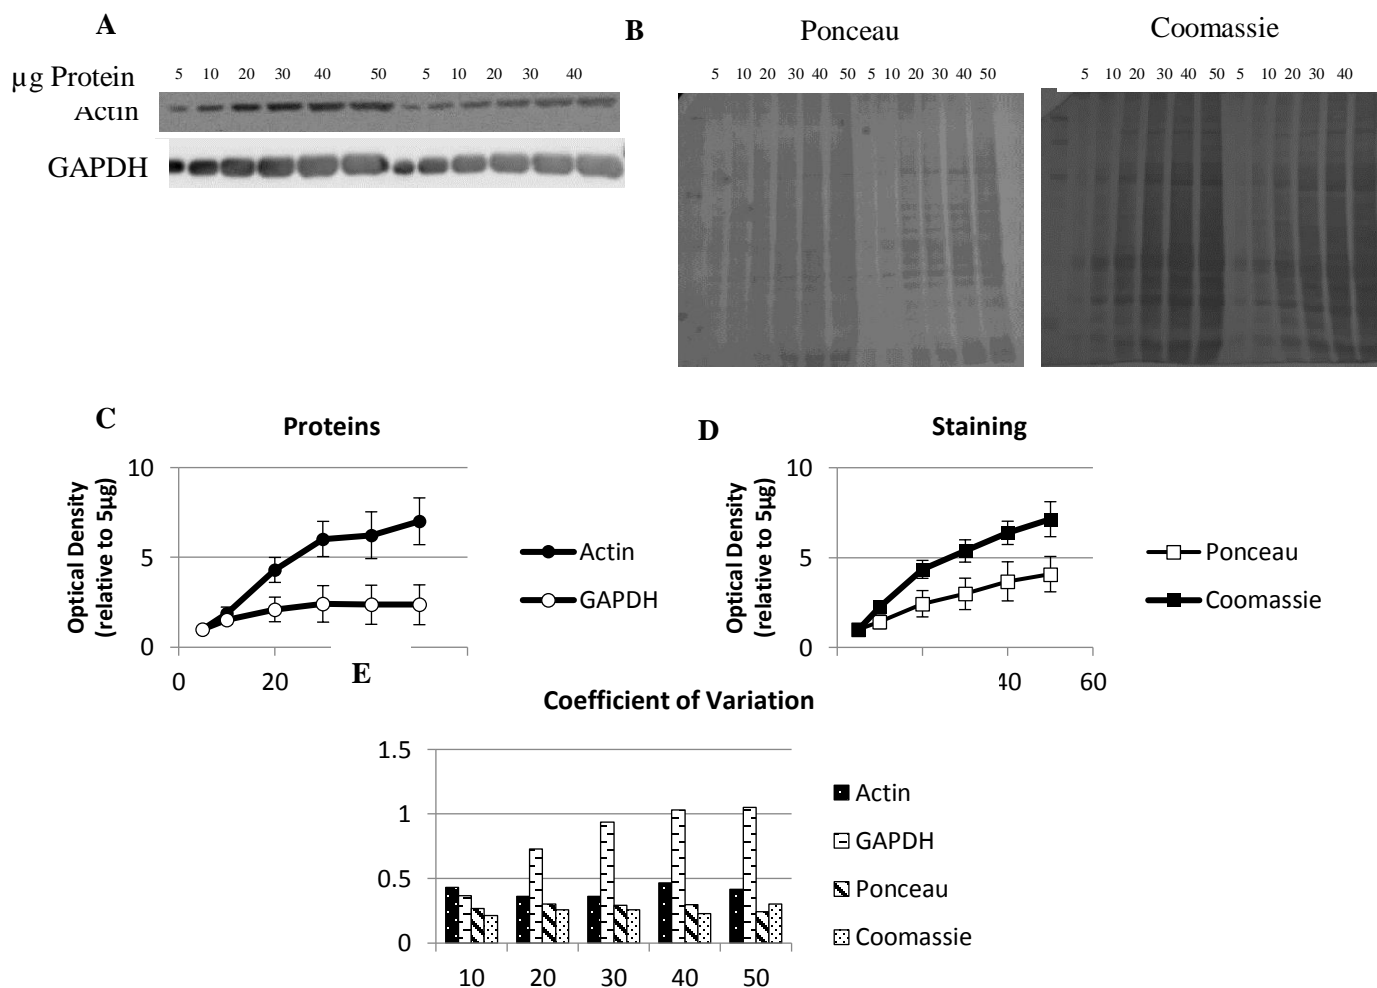 A
B
Ponceau
Coomassie
µg Protein
5 10 20 30 40 50 5 10 20 30 40
5 10 20 30 40 50 5 10 20 30 40 50
5 10 20 30 40 50 5 10 20 30 40
Actin
GAPDH
C
Proteins
Optical Density
(relative to 5µg)
10
5
0
0
20
Actin
GAPDH
D
Staining
Optical Density
(relative to 5µg)
10
5
0
40
60
Ponceau
Coomassie
E
Coefficient of Variation
1.5
1
0.5
0
10 20 30 40 50
Actin
GAPDH
Ponceau
Coomassie